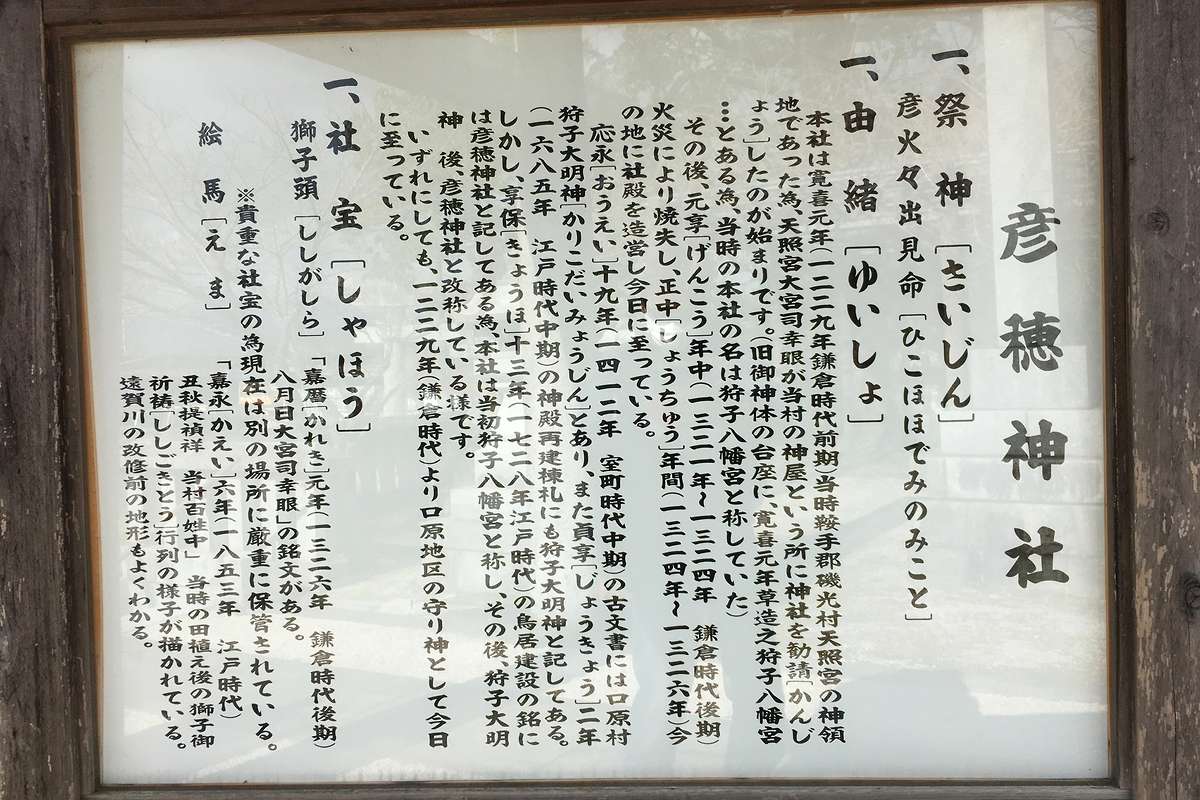 彦穂神社
一、祭　神［さいじん］
彦火々出見命［ひこほほでみのみこと］
一、由　緒［ゆいしょ］
本社は寛喜元年(一二二九年鎌倉時代前期)当時鞍手郡磯光村天照宮の神領
地であった為、天照宮大宮司幸眼が当村の神屋という所に神社を勧請［かんじ
ょう］したのが始まりです。(旧御神体の台座に、寛喜元年草造之狩子八幡宮
…とある為、当時の本社の名は狩子八幡宮と称していた)
その後、元享［げんこう］年中(一三二一年～一三二四年　鎌倉時代後期)
火災により焼失し、正中［しょうちゅう］年間(一三二四年～一三二六年)今
の地に社殿を造営し今日に至っている。
応永［おうえい］十九年(一四一二年　室町時代中期)の古文書には口原村
狩子大明神［かりこだいみょうじん］とあり、また貞享［じょうきょう］二年
(一六八五年　江戸時代中期)の神殿再建棟札にも狩子大明神と記してある。
しかし、享保［きょうほ］十三年(一七二八年江戸時代)の鳥居建設の銘に
は彦穂神社と記してある為、本社は当初狩子八幡宮と称し、その後、狩子大明
神　後、彦穂神社と改称している様です。
いずれにしても、一二二九年(鎌倉時代)より口原地区の守り神として今日
に至っている。
一、社　宝［しゃほう］
獅子頭［ししがしら］「嘉暦［かれき］元年(一三二六年　鎌倉時代後期)
八月日大宮司幸眼」の銘文がある。
※貴重な社宝の為現在は別の場所に厳重に保管されている。
絵　馬［え　ま］「嘉永［かえい］六年(一八五三年　江戸時代)
丑秋提禎祥　当村百姓中」当時の田植え後の獅子御
祈祷［ししごきとう］行列の様子が描かれている。
遠賀川の改修前の地形もよくわかる。